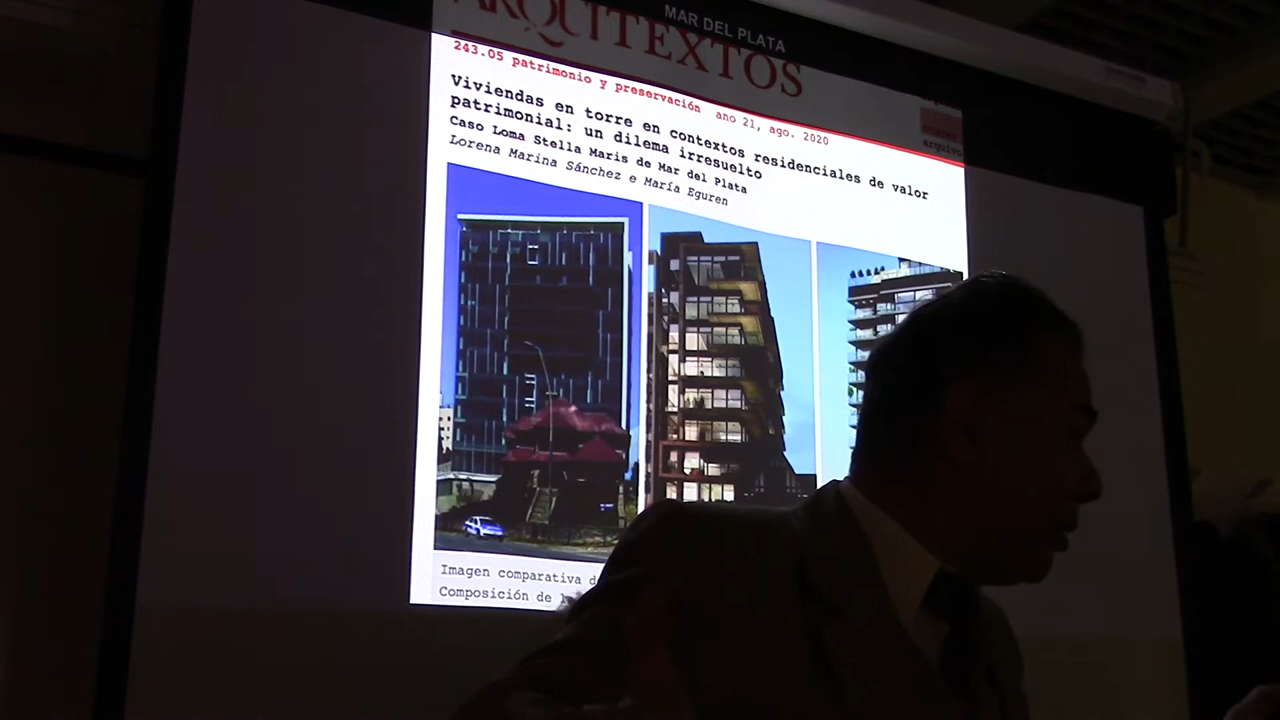 MAR DEL PLATA
ARQUITEXTOS
243.05 patrimonio y preservación ano 21, ago. 2020
Viviendas en torre en contextos residenciales de valor
patrimonial: un dilema irresuelto
Caso Loma Stella Maris de Mar del Plata
Lorena Marina Sánchez e María Eguren
arquivo
Imagen comparativa
Composición de